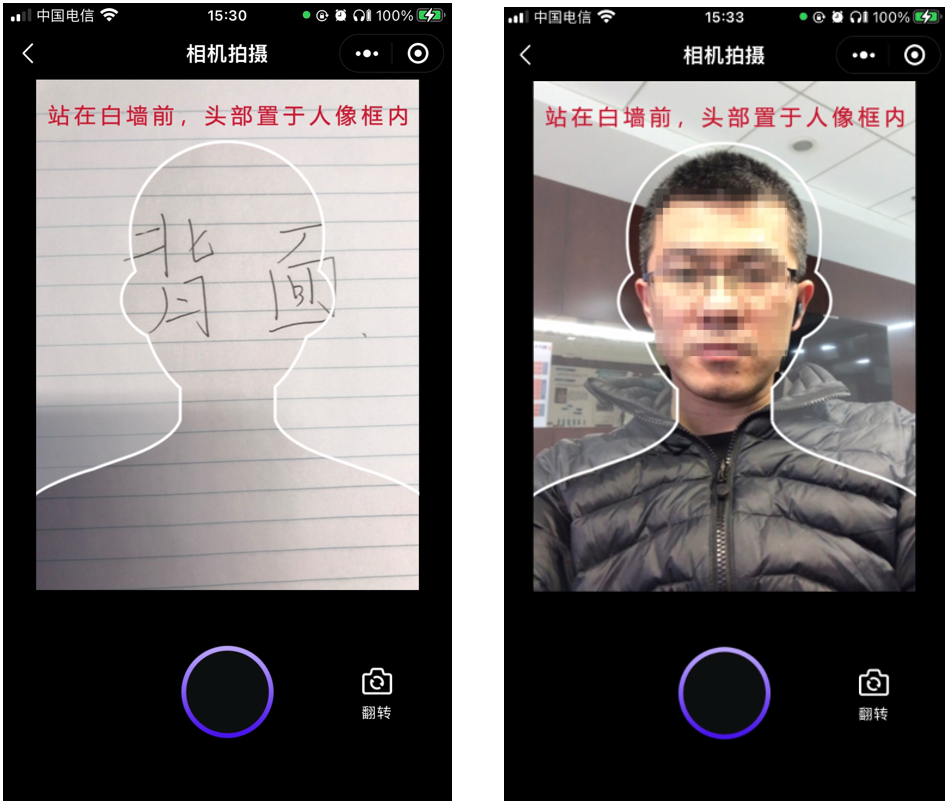 中国电信 15:30 100%
相机拍摄
站在白墙前，头部置于人像框内
背面
翻转
中国电信 15:33 100%
相机拍摄
站在白墙前，头部置于人像框内
翻转